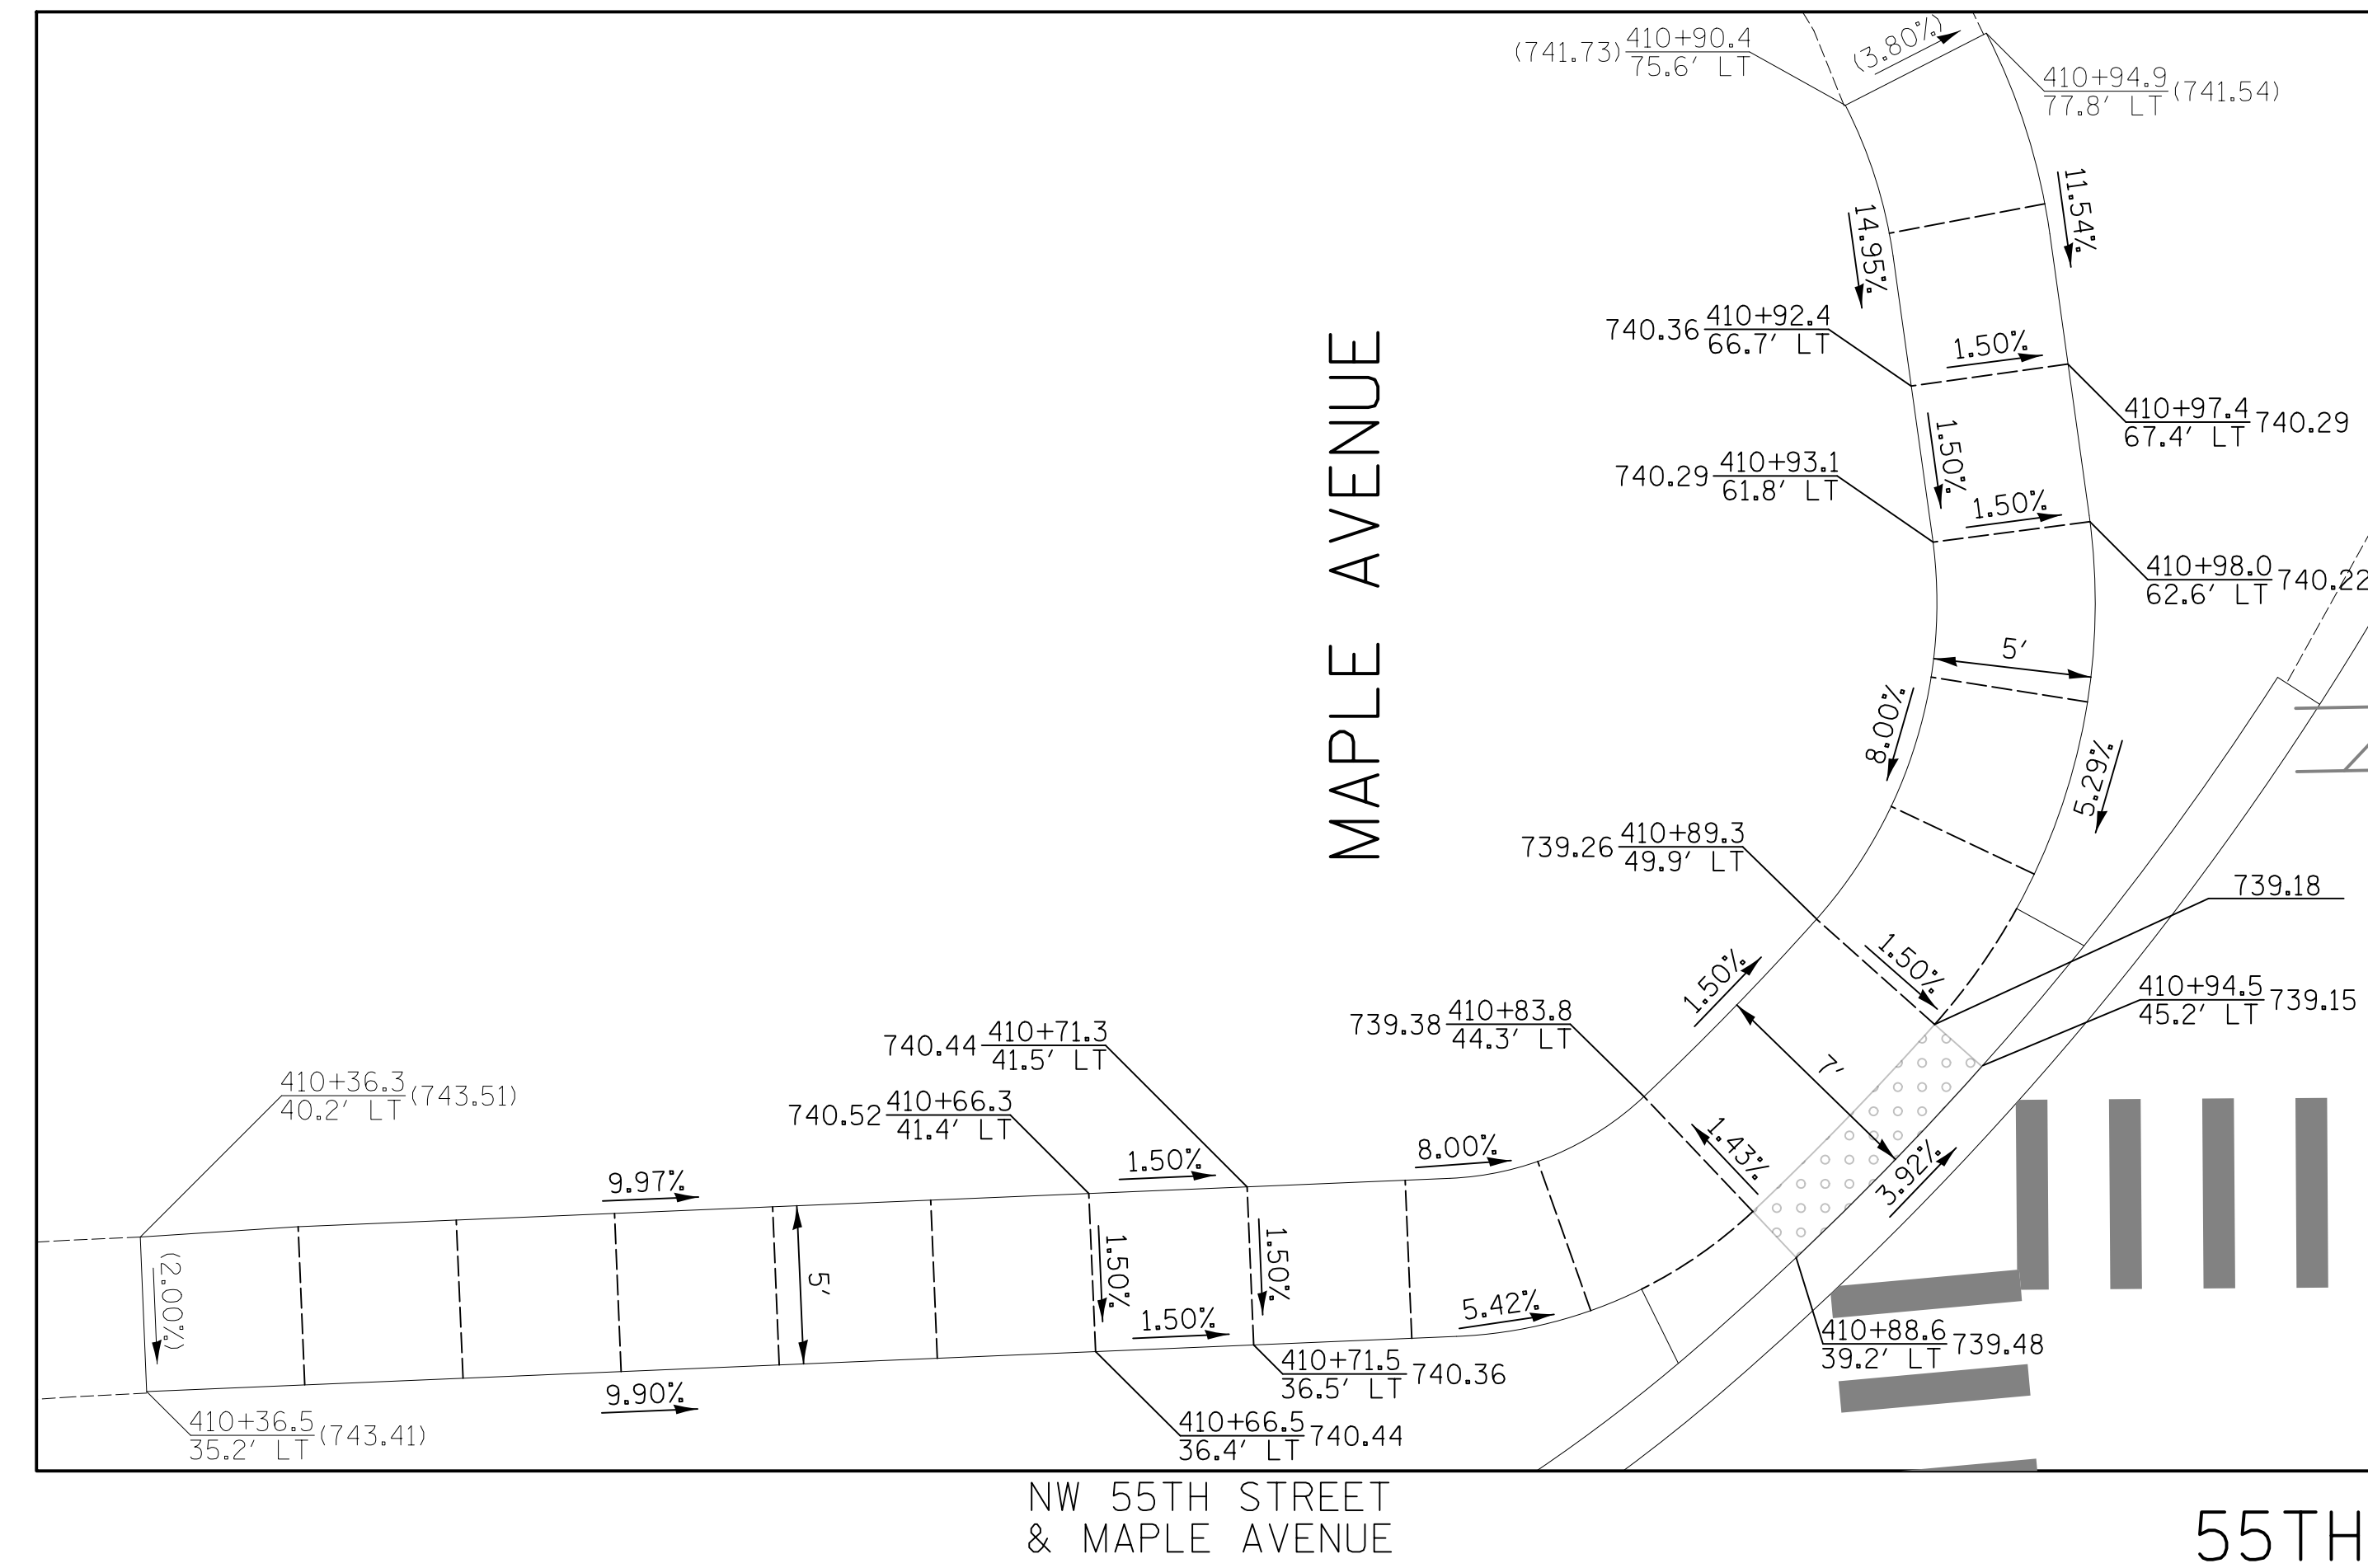 (741.73) 410+90.4
75.6' LT
(3.80%)
410+94.9 (741.54)
77.8' LT
11.54%
14.95%
740.36 410+92.4
66.7' LT
1.50%
410+97.4 740.29
67.4' LT
1.50%
740.29 410+93.1
61.8' LT
1.50%
410+98.0 740.22
62.6' LT
MAPLE AVENUE
5'
8.00%
5.29%
739.26 410+89.3
49.9' LT
739.18
1.50%
1.50%
410+94.5 739.15
45.2' LT
739.38 410+83.8
44.3' LT
7'
1.43%
3.92%
740.44 410+71.3
41.5' LT
410+36.3 (743.51)
40.2' LT
740.52 410+66.3
41.4' LT
8.00%
1.50%
9.97%
(2.00%)
5'
1.50%
1.50%
1.50%
5.42%
410+88.6 739.48
39.2' LT
410+71.5 740.36
36.5' LT
9.90%
410+36.5 (743.41)
35.2' LT
410+66.5 740.44
36.4' LT
NW 55TH STREET
& MAPLE AVENUE
55TH